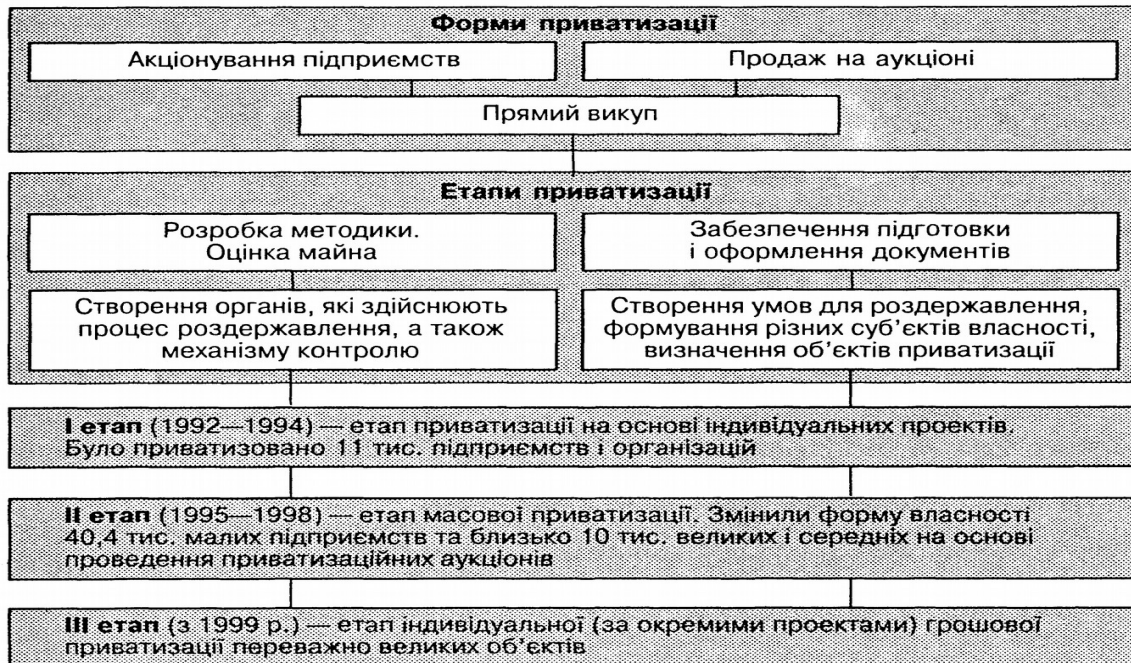 Форми приватизації
Акціонування підприємств
Продаж на аукціоні
Прямий викуп
Етапи приватизації
Розробка методики.
Оцінка майна
Забезпечення підготовки
і оформлення документів
Створення органів, які здійснюють
процес роздержавлення, а також
механізму контролю
Створення умов для роздержавлення,
формування різних суб’єктів власності,
визначення об’єктів приватизації
І етап (1992—1994) — етап приватизації на основі індивідуальних проектів.
Було приватизовано 11 тис. підприємств і організацій
ІІ етап (1995—1998) — етап масової приватизації. Змінили форму власності
40,4 тис. малих підприємств та близько 10 тис. великих і середніх на основі
проведення приватизаційних аукціонів
ІІІ етап (з 1999 р.) — етап індивідуальної (за окремими проектами) грошової
приватизації переважно великих об’єктів